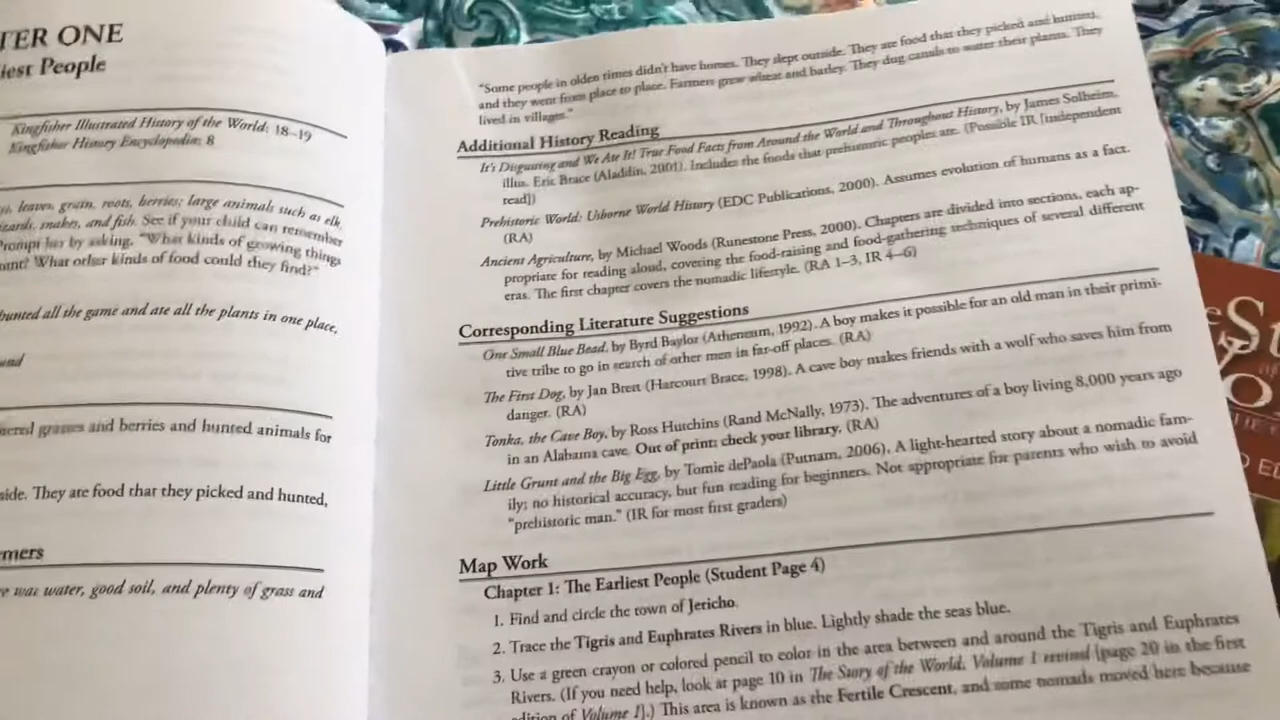 TER ONE
iest People
Kingfisher Illustrated History of the World: 18–19
Kingfisher History Encyclopedia: 8
leaves, grain, roots, berries; large animals such as elk,
snakes, and fish. See if your child can remember
Prompt her by asking, "What kinds of growing things
What other kinds of food could they find?"
hunted all the game and ate all the plants in one place,
grasses and berries and hunted animals for
side. They ate food that they picked and hunted,
mers
was water, good soil, and plenty of grass and
"Some people in olden times didn't have homes. They slept outside. They ate food that they picked and hunted,
and they went from place to place. Farmers grew wheat and barley. They dug canals to water their plants. They
lived in villages."
Additional History Reading
It's Disgusting and We Ate It! True Food Facts from Around the World and Throughout History, by James Solheim,
illus. Eric Brace (Aladdin, 2001). Includes the foods that prehistoric peoples ate. (Possible IR [independent
read])
Prehistoric World: Usborne World History (EDC Publications, 2000). Assumes evolution of humans as a fact.
(RA)
Ancient Agriculture, by Michael Woods (Runestone Press, 2000). Chapters are divided into sections, each ap-
propriate for reading aloud, covering the food-raising and food-gathering techniques of several different
eras. The first chapter covers the nomadic lifestyle. (RA 1–3, IR 4–6)
Corresponding Literature Suggestions
One Small Blue Bead, by Byrd Baylor (Atheneum, 1992). A boy makes it possible for an old man in their primi-
tive tribe to go in search of other men in far-off places. (RA)
The First Dog, by Jan Brett (Harcourt Brace, 1998). A cave boy makes friends with a wolf who saves him from
danger. (RA)
Tonka, the Cave Boy, by Ross Hutchins (Rand McNally, 1973). The adventures of a boy living 8,000 years ago
in an Alabama cave. Out of print; check your library. (RA)
Little Grunt and the Big Egg, by Tomie dePaola (Putnam, 2006). A light-hearted story about a nomadic fam-
ily; no historical accuracy, but fun reading for beginners. Not appropriate for parents who wish to avoid
"prehistoric man." (IR for most first graders)
Map Work
Chapter 1: The Earliest People (Student Page 4)
1. Find and circle the town of Jericho.
2. Trace the Tigris and Euphrates Rivers in blue. Lightly shade the seas blue.
3. Use a green crayon or colored pencil to color in the area between and around the Tigris and Euphrates
Rivers. (If you need help, look at page 10 in The Story of the World, Volume 1 revised [page 20 in the first
edition of Volume 1].) This area is known as the Fertile Crescent, and some nomads moved here because